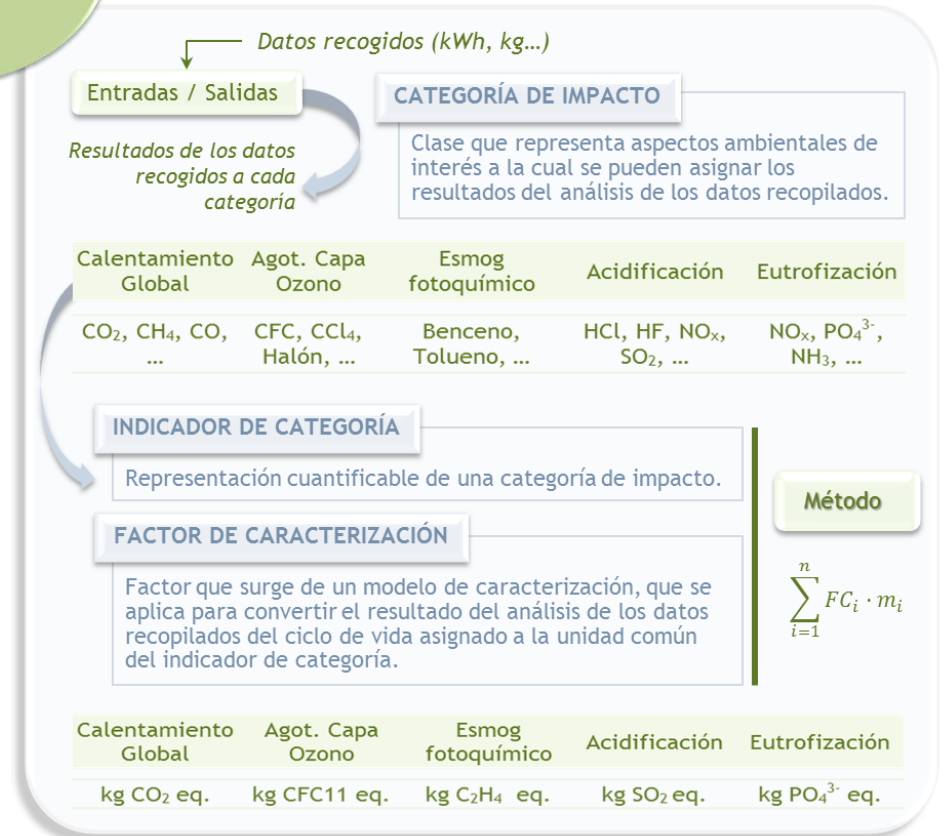 Datos recogidos (kWh, kg…)
Entradas / Salidas
CATEGORÍA DE IMPACTO
Clase que representa aspectos ambientales de
interés a la cual se pueden asignar los
resultados del análisis de los datos recopilados.
Resultados de los datos
recogidos a cada
categoría
Calentamiento Global
Agot. Capa Ozono
Esmog fotoquímico
Acidificación
Eutrofización
CO₂, CH₄, CO, …
CFC, CCl₄, Halón, …
Benceno, Tolueno, …
HCl, HF, NOₓ, SO₂, …
NOₓ, PO₄³⁻, NH₃, …
INDICADOR DE CATEGORÍA
Representación cuantificable de una categoría de impacto.
FACTOR DE CARACTERIZACIÓN
Factor que surge de un modelo de caracterización, que se
aplica para convertir el resultado del análisis de los datos
recopilados del ciclo de vida asignado a la unidad común
del indicador de categoría.
Método
n
∑ FCᵢ · mᵢ
i=1
Calentamiento Global
Agot. Capa Ozono
Esmog fotoquímico
Acidificación
Eutrofización
kg CO₂ eq.
kg CFC11 eq.
kg C₂H₄ eq.
kg SO₂ eq.
kg PO₄³⁻ eq.